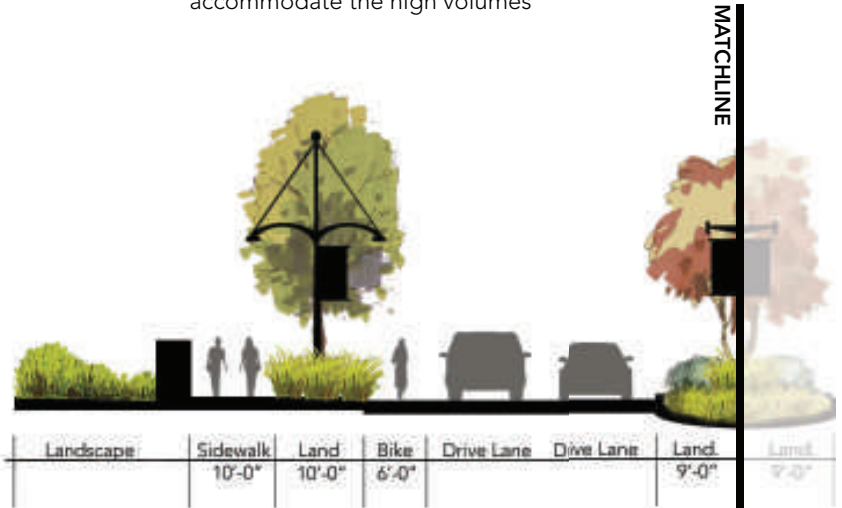 accommodate the high volumes
MATCHLINE
Landscape Sidewalk Land Bike Drive Lane Dive Lane Land. Land.
10'-0" 10'-0" 6'-0" 9'-0" 9'-0"